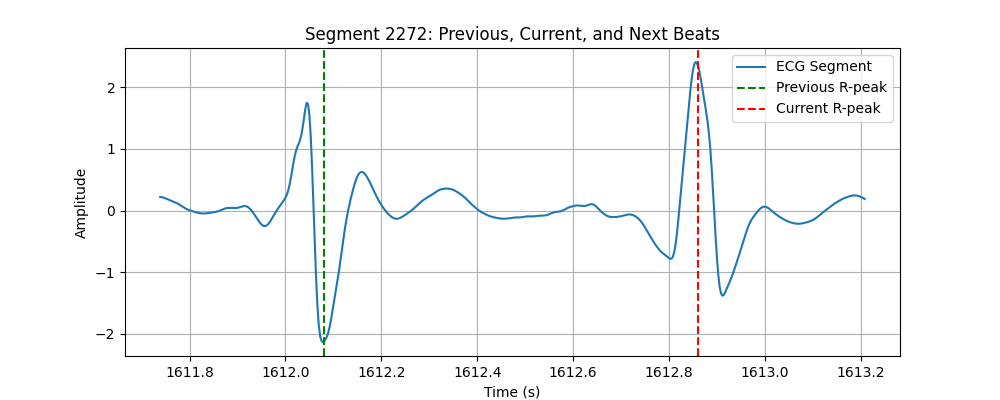 Segment 2272: Previous, Current, and Next Beats
ECG Segment
Previous R-peak
Current R-peak
Amplitude
2
1
0
−1
−2
1611.8 1612.0 1612.2 1612.4 1612.6 1612.8 1613.0 1613.2
Time (s)